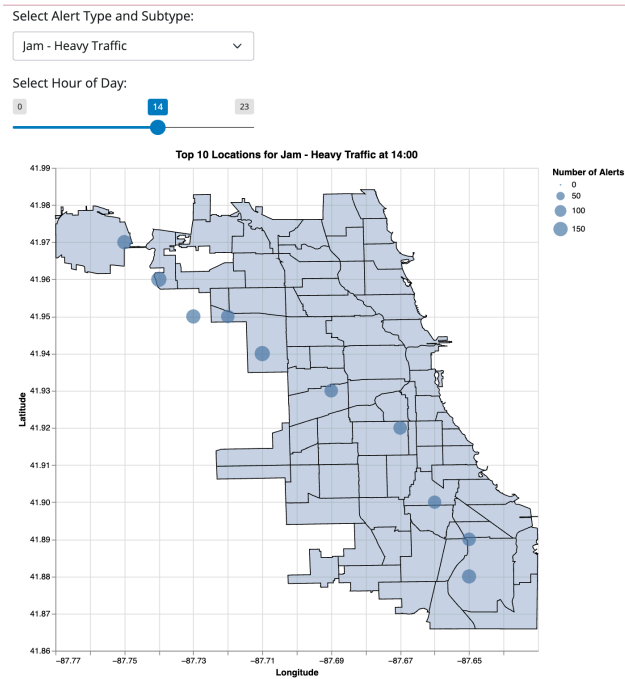 Select Alert Type and Subtype:
Jam - Heavy Traffic
Select Hour of Day:
0 14 23
Top 10 Locations for Jam - Heavy Traffic at 14:00
Number of Alerts
0
50
100
150
41.99
41.98
41.97
41.96
41.95
41.94
41.93
41.92
41.91
41.90
41.89
41.88
41.87
41.86
Latitude
−87.77 −87.75 −87.73 −87.71 −87.69 −87.67 −87.65
Longitude